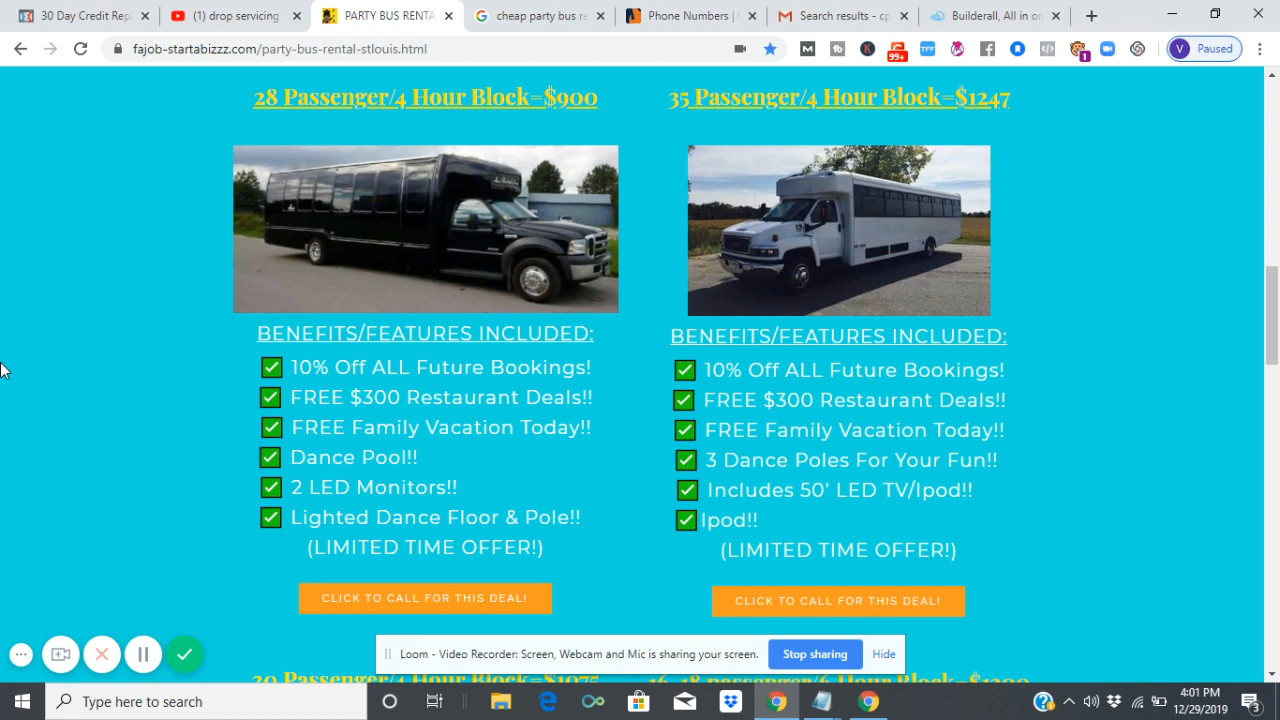 30 Day Credit Rep
(1) drop servicing
PARTY BUS RENTA
cheap party bus re
Phone Numbers |
Search results - cp
Builderall, All in on
fajob-startabizzz.com/party-bus-rental-stlouis.html
99+
1
V Paused
28 Passenger/4 Hour Block=$900
BENEFITS/FEATURES INCLUDED:
10% Off ALL Future Bookings!
FREE $300 Restaurant Deals!!
FREE Family Vacation Today!!
Dance Pool!!
2 LED Monitors!!
Lighted Dance Floor & Pole!!
(LIMITED TIME OFFER!)
CLICK TO CALL FOR THIS DEAL!
35 Passenger/4 Hour Block=$1247
BENEFITS/FEATURES INCLUDED:
10% Off ALL Future Bookings!
FREE $300 Restaurant Deals!!
FREE Family Vacation Today!!
3 Dance Poles For Your Fun!!
Includes 50' LED TV/Ipod!!
Ipod!!
(LIMITED TIME OFFER!)
CLICK TO CALL FOR THIS DEAL!
Loom - Video Recorder: Screen, Webcam and Mic is sharing your screen.
Stop sharing
Hide
Type here to search
4:01 PM
12/29/2019
3